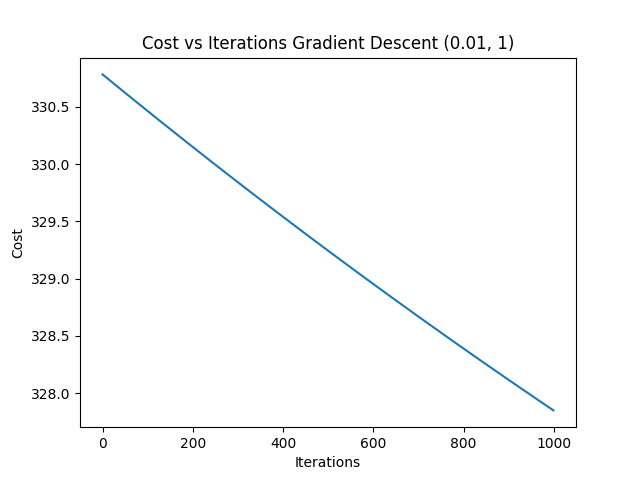 Cost vs Iterations Gradient Descent (0.01, 1)
330.5
330.0
329.5
329.0
328.5
328.0
Cost
0 200 400 600 800 1000
Iterations